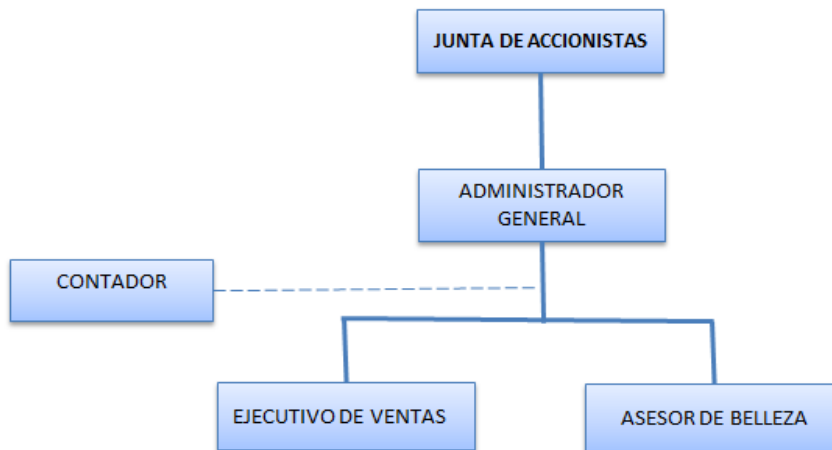 JUNTA DE ACCIONISTAS
ADMINISTRADOR
GENERAL
CONTADOR
EJECUTIVO DE VENTAS
ASESOR DE BELLEZA